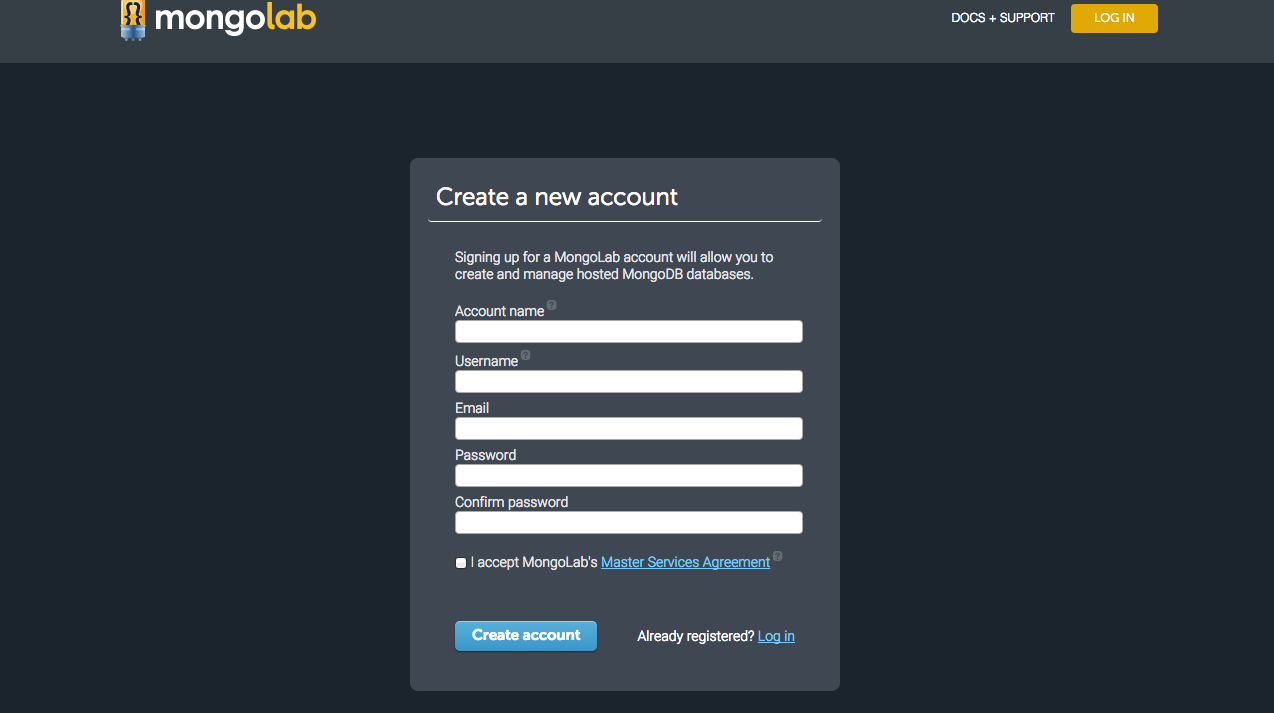 mongolab
DOCS + SUPPORT
LOG IN
Create a new account
Signing up for a MongoLab account will allow you to
create and manage hosted MongoDB databases.
Account name ?
Username ?
Email
Password
Confirm password
I accept MongoLab's Master Services Agreement ?
Create account
Already registered? Log in